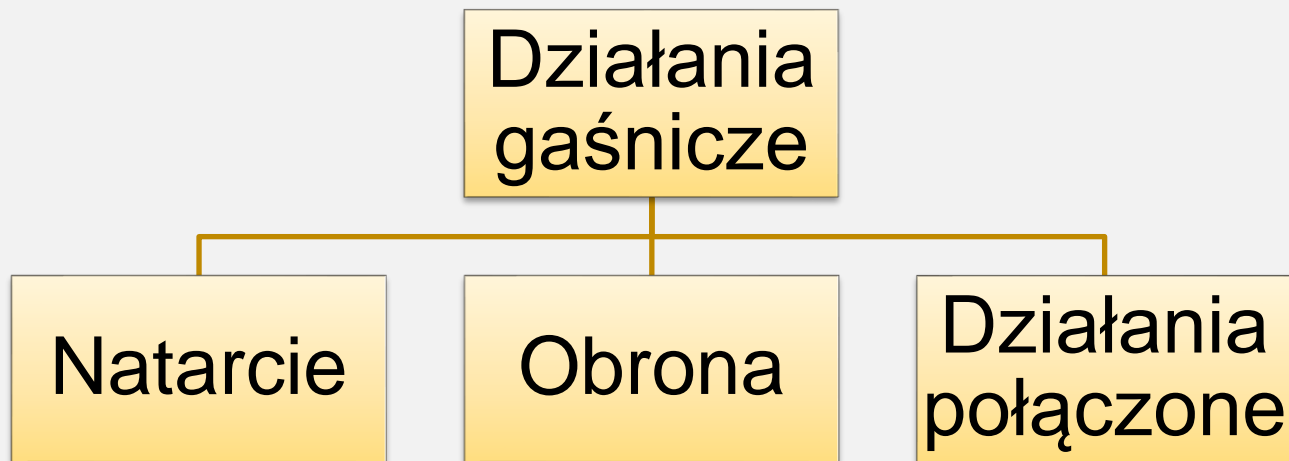 Działania
gaśnicze
Natarcie
Obrona
Działania
połączone